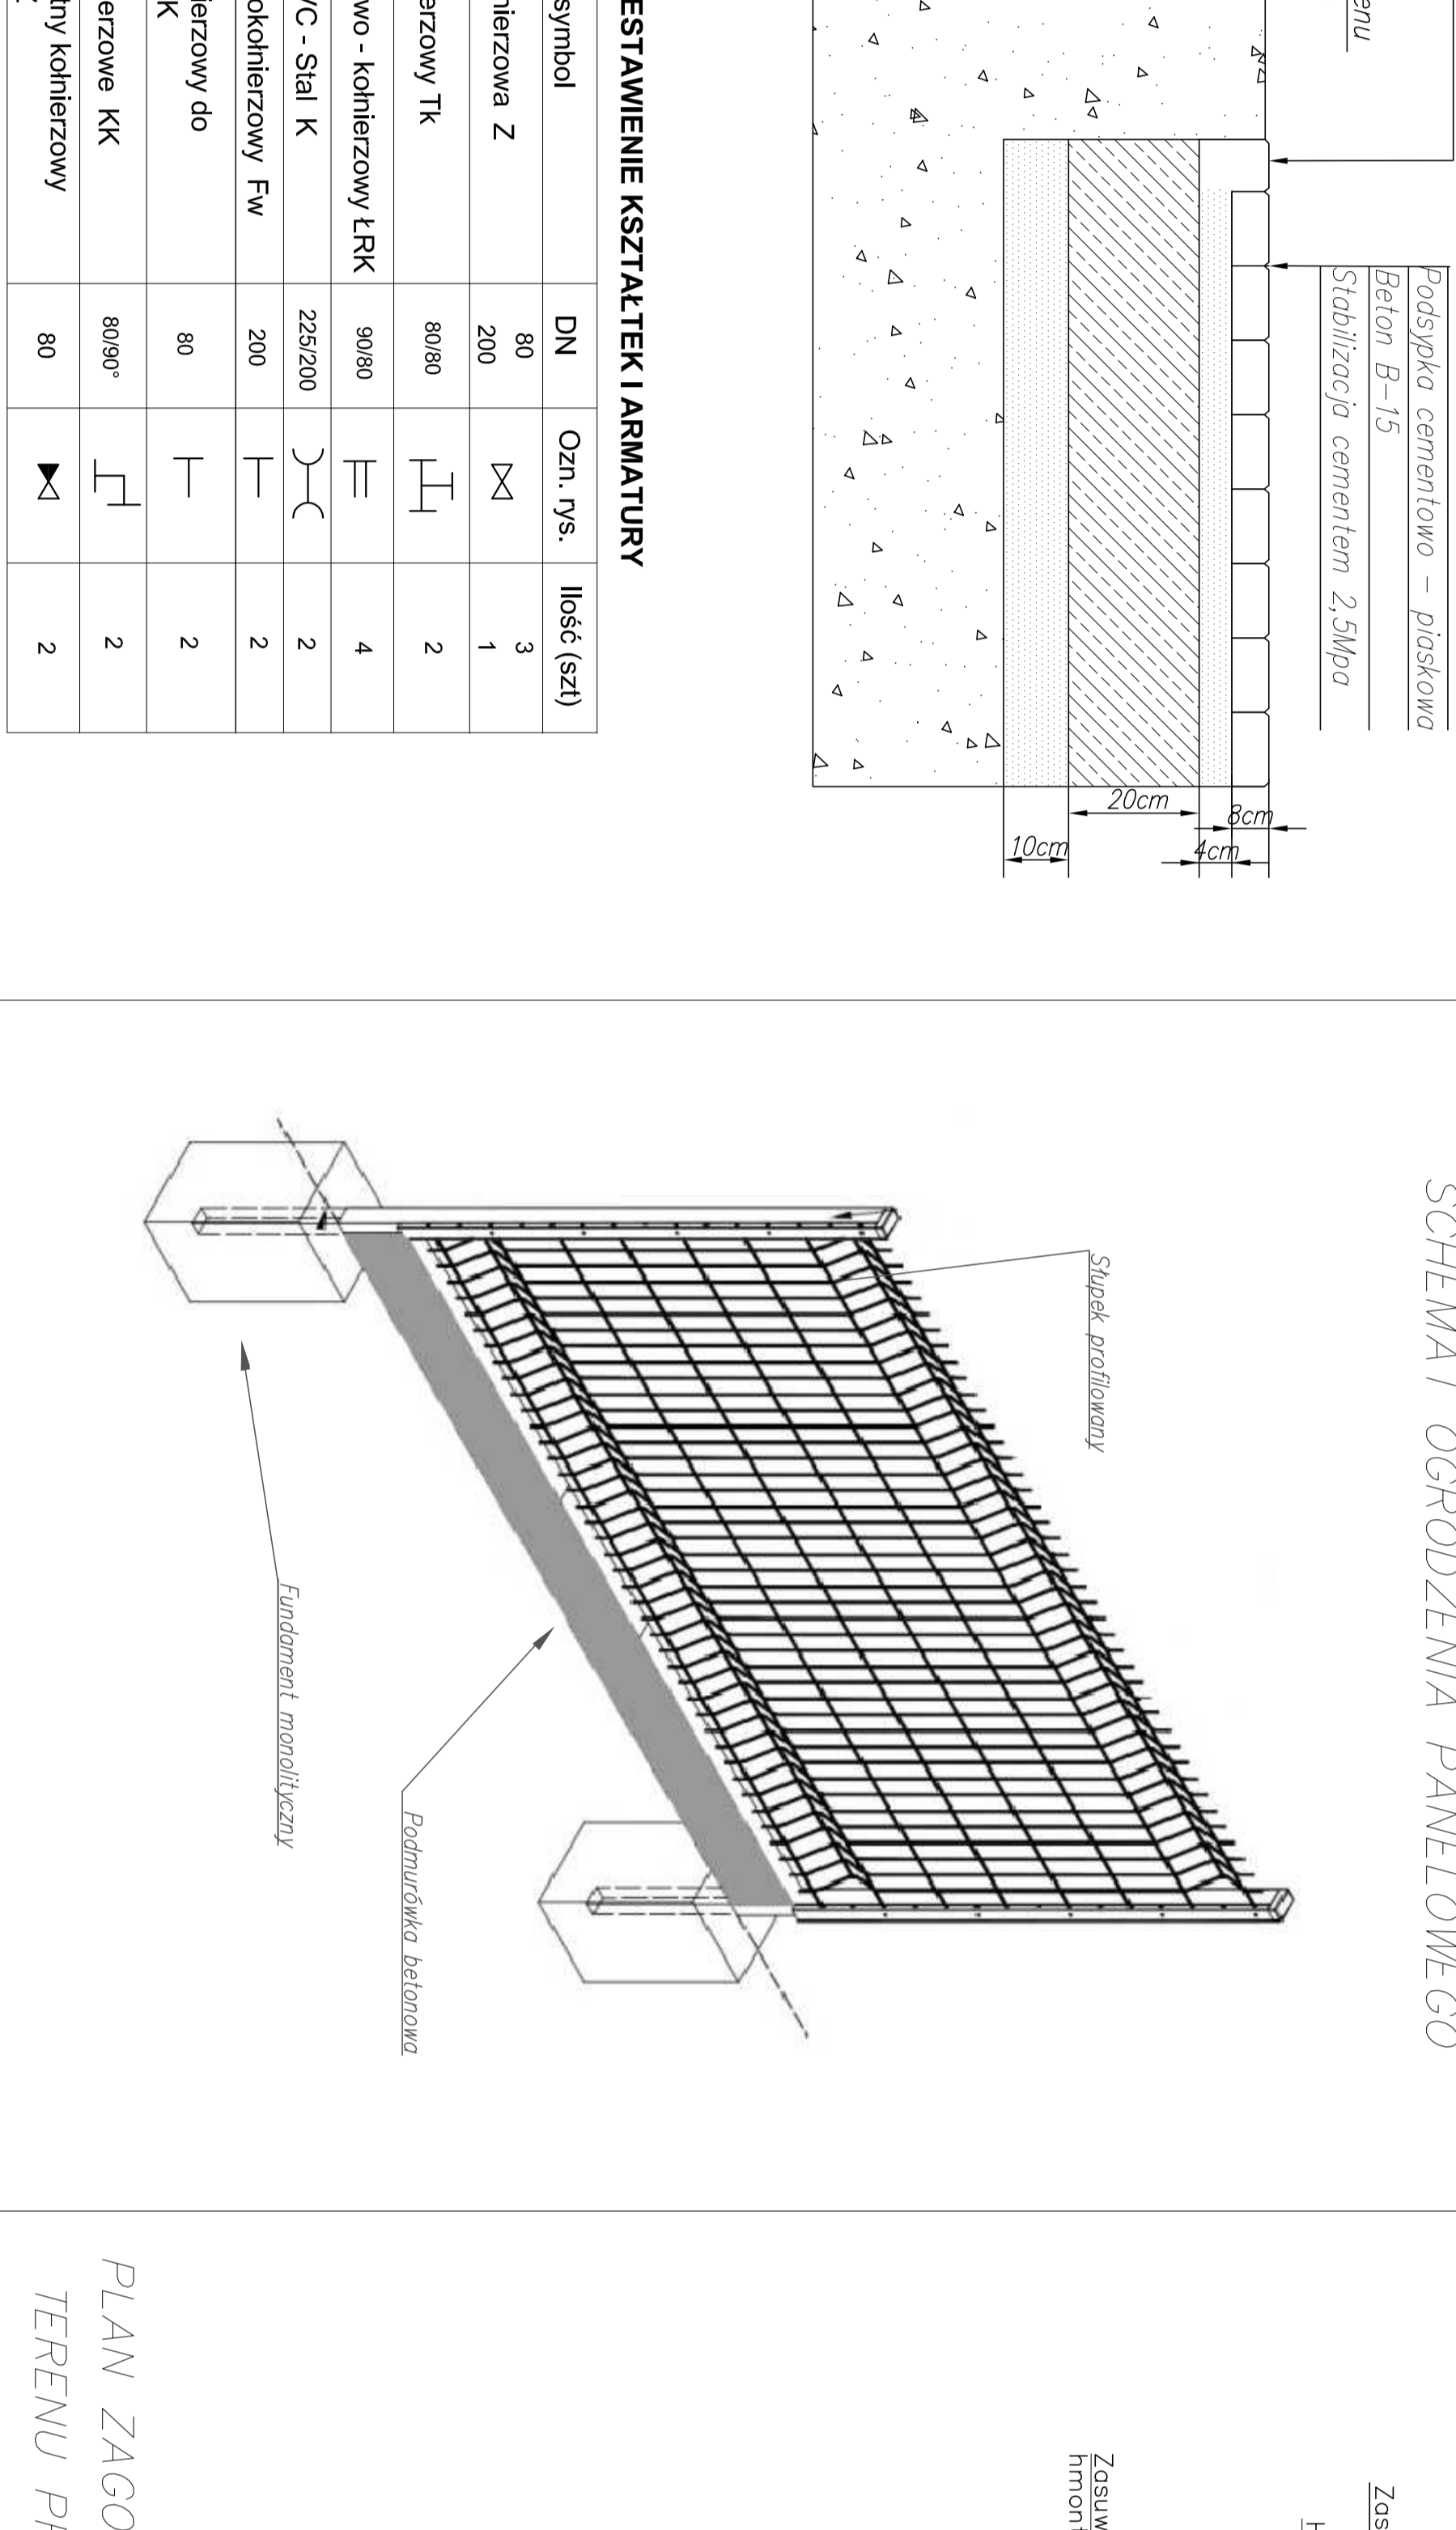 enu
Podsypka cementowo – piaskowa
Beton B–15
Stabilizacja cementem 2,5Mpa
8cm
4cm
20cm
10cm
ESTAWIENIE KSZTAŁTEK I ARMATURY
symbol DN Ozn. rys. Ilość (szt)
nierzowa Z 80 200 3 1
erzowy Tk 80/80 2
wo - kołnierzowy ŁRK 90/80 4
VC - Stal K 225/200 2
okołnierzowy Fw 200 2
ierzowy do K 80 2
erzowe KK 80/90° 2
tny kołnierzowy 80 2
SCHEMAT OGRODZENIA PANELOWEGO
Słupek profilowany
Fundament monolityczny
Podmurówka betonowa
Zas
Zasuw
hmont
PLAN ZAGO
TERENU